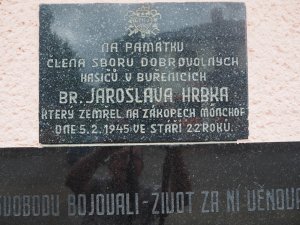 NA PAMÁTKU
ČLENA SBORU DOBROVOLNÝCH
HASIČŮ V BUŘENICÍCH
BR. JAROSLAVA HRBKA
KTERÝ ZEMŘEL NA ZÁKOPECH MÖNCHOF
DNE 5.2.1945 VE STÁŘÍ 22 ROKŮ.
SVOBODU BOJOVALI - ŽIVOT ZA NI VĚNOVA